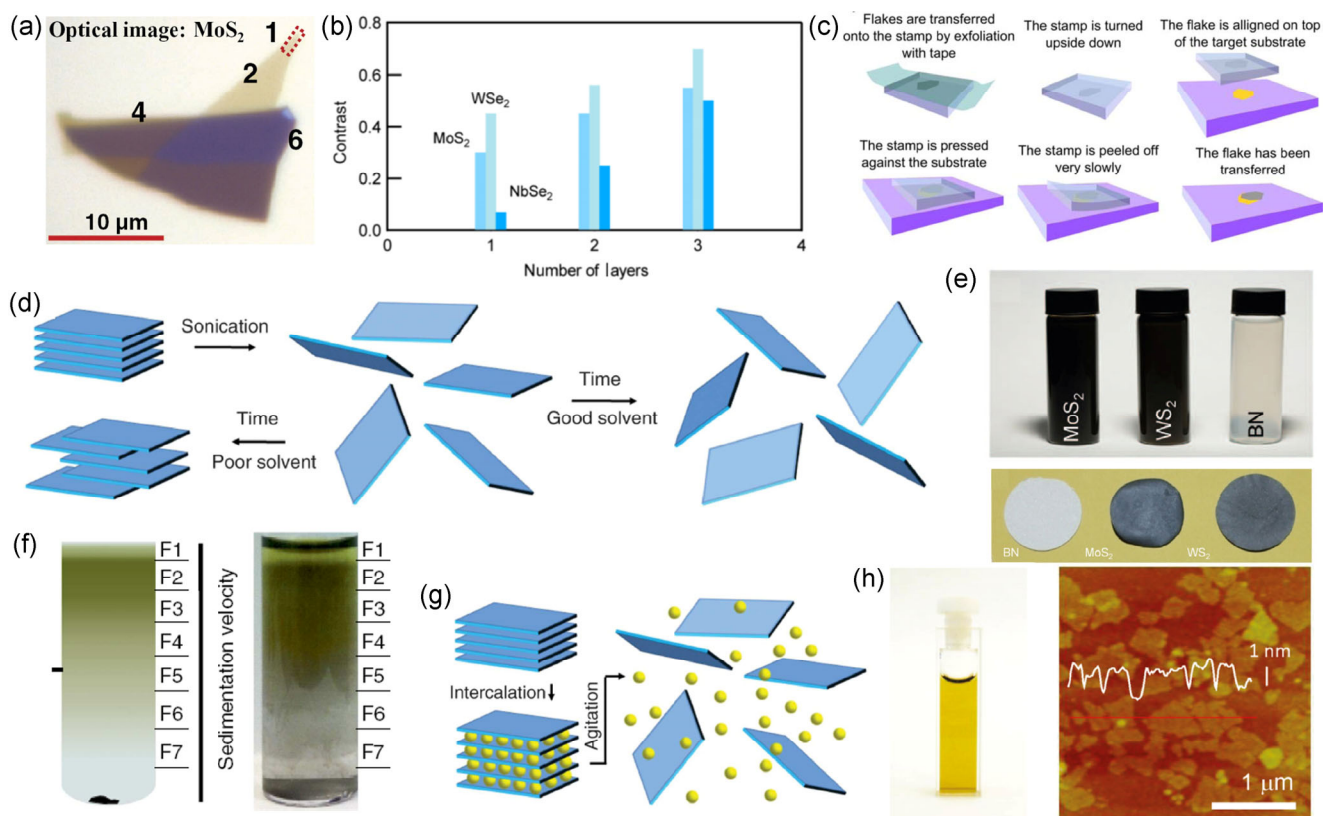 (a)
Optical image: MoS₂
1
2
4
6
10 µm
(b)
Contrast
0.8
0.6
0.4
0.2
0.0
WSe₂
MoS₂
NbSe₂
0
1
2
3
4
Number of layers
(c)
Flakes are transferred
onto the stamp by exfoliation
with tape
The stamp is turned
upside down
The flake is alligned on top
of the target substrate
The stamp is pressed
against the substrate
The stamp is peeled off
very slowly
The flake has been
transferred
(d)
Sonication
Time
Good solvent
Time
Poor solvent
(e)
MoS₂
WS₂
BN
BN
MoS₂
WS₂
(f)
F1
F2
F3
F4
F5
F6
F7
Sedimentation velocity
F1
F2
F3
F4
F5
F6
F7
(g)
Intercalation
Agitation
(h)
1 nm
1 µm